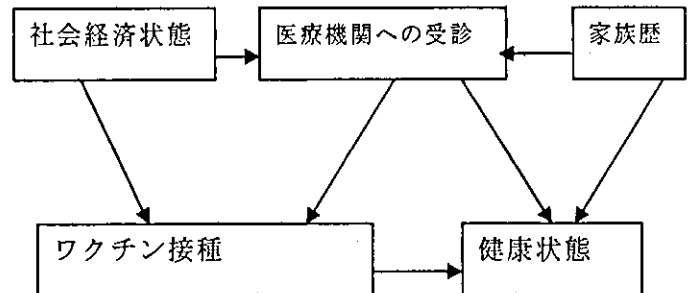 社会経済状態
医療機関への受診
家族歴
ワクチン接種
健康状態